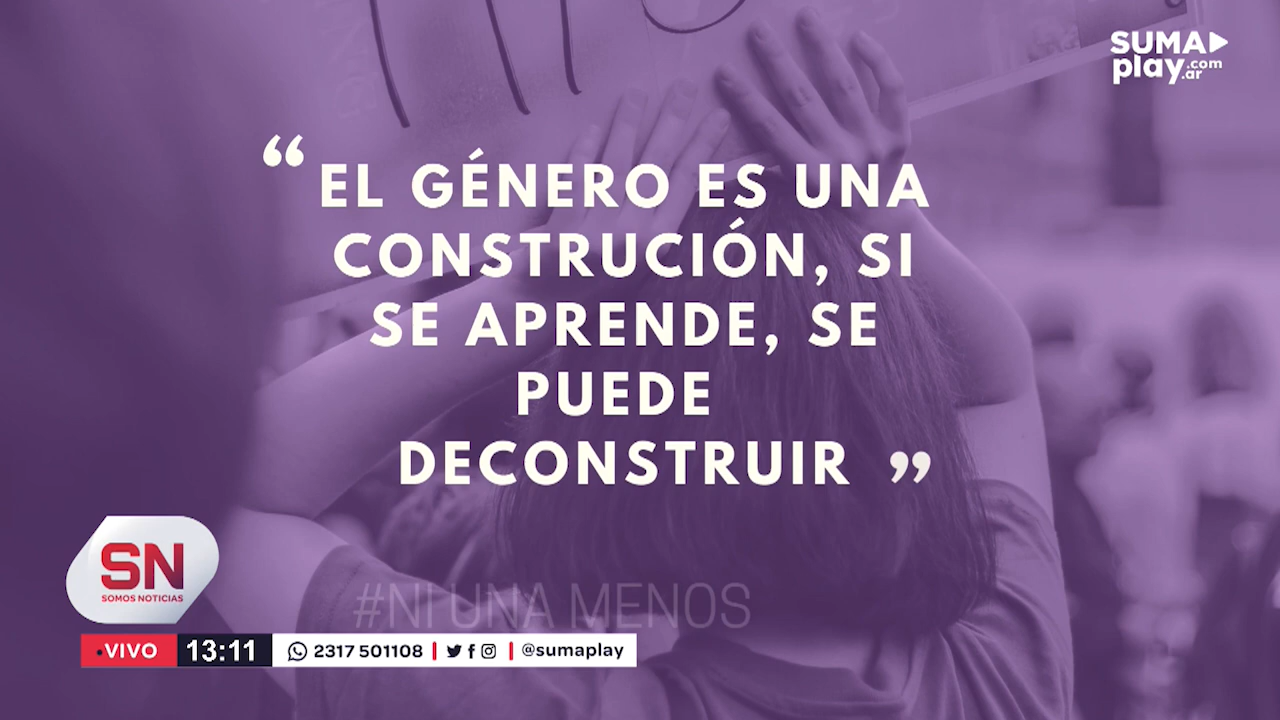 SUMA
play.com.ar
“ EL GÉNERO ES UNA
CONSTRUCIÓN, SI
SE APRENDE, SE
PUEDE
DECONSTRUIR ”
#NI UNA MENOS
SN
SOMOS NOTICIAS
•VIVO 13:11 2317 501108 | | @sumaplay